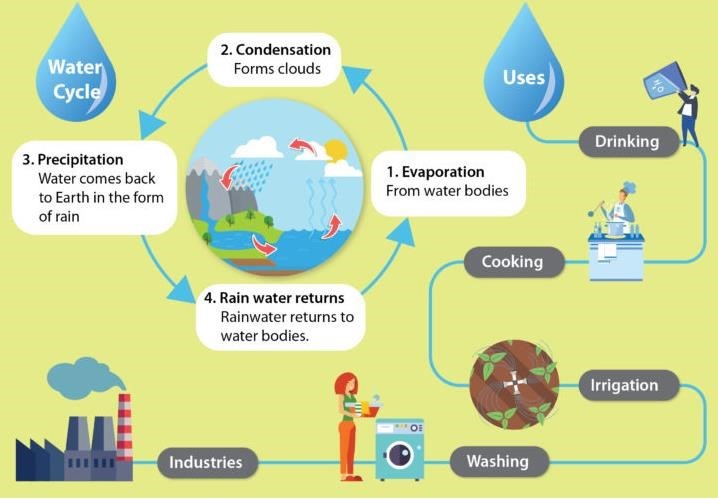 Water
Cycle
2. Condensation
Forms clouds
1. Evaporation
From water bodies
3. Precipitation
Water comes back
to Earth in the form
of rain
4. Rain water returns
Rainwater returns to
water bodies.
Uses
H₂O
Drinking
Cooking
Irrigation
Washing
Industries